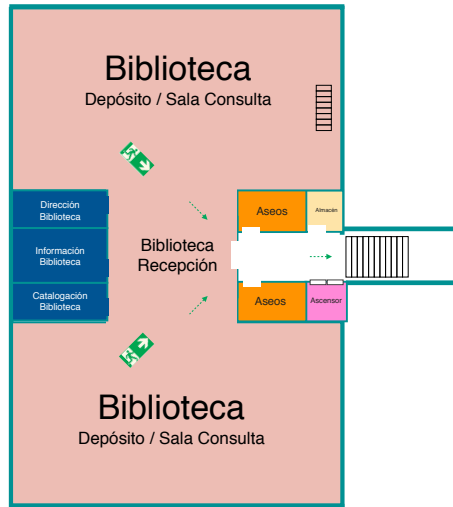 Biblioteca
Depósito / Sala Consulta
Dirección
Biblioteca
Aseos
Almacén
Información
Biblioteca
Biblioteca
Recepción
Catalogación
Biblioteca
Aseos
Ascensor
Biblioteca
Depósito / Sala Consulta